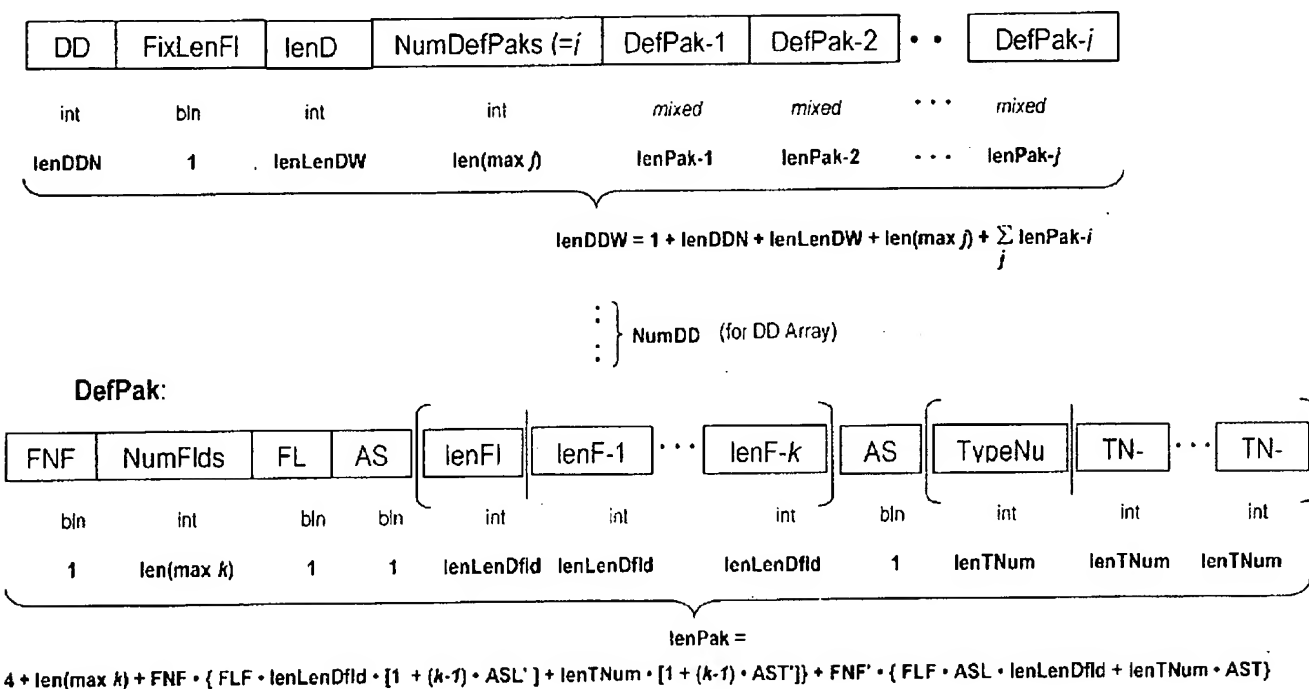 DD FixLenFl lenD NumDefPaks (=i DefPak-1 DefPak-2 • • DefPak-i
int bln int int mixed mixed • • • mixed
lenDDN 1 lenLenDW len(max j) lenPak-1 lenPak-2 • • • lenPak-j
lenDDW = 1 + lenDDN + lenLenDW + len(max j) + ∑ lenPak-i
j
NumDD (for DD Array)
DefPak:
FNF NumFlds FL AS lenFl lenF-1 • • • lenF-k AS TypeNu TN- • • • TN-
bln int bln bln int int int bln int int int
1 len(max k) 1 1 lenLenDfld lenLenDfld lenLenDfld 1 lenTNum lenTNum lenTNum
lenPak =
4 + len(max k) + FNF • { FLF • lenLenDfld • [1 + (k-1) • ASL' ] + lenTNum • [1 + (k-1) • AST']} + FNF' • { FLF • ASL • lenLenDfld + lenTNum • AST}